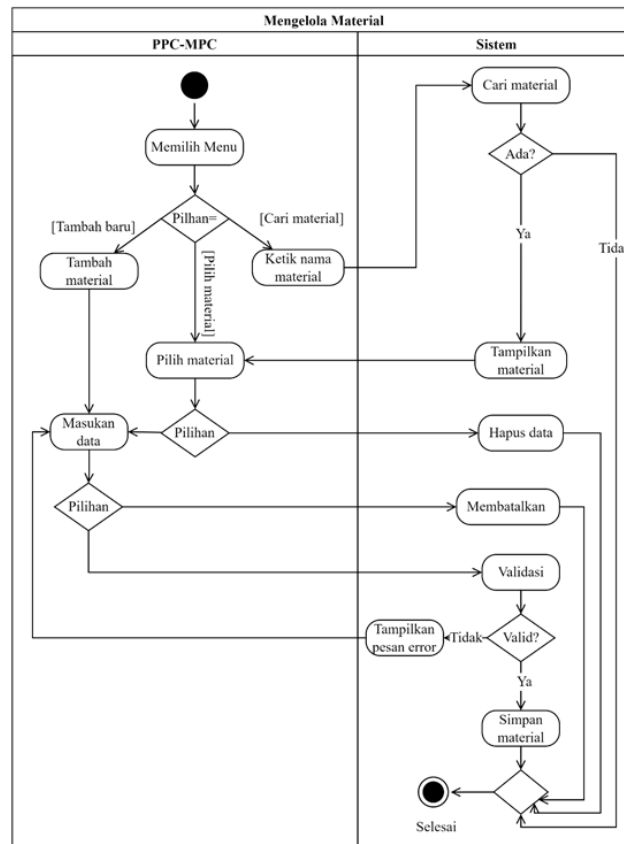 Mengelola Material
PPC-MPC
Sistem
Cari material
Memilih Menu
Ada?
[Tambah baru]
Pilhan=
[Cari material]
Ya
Tida
Tambah
material
[Pilih
material]
Ketik nama
material
Pilih material
Tampilkan
material
Masukan
data
Pilihan
Hapus data
Pilihan
Membatalkan
Validasi
Tampilkan
pesan error
Tidak
Valid?
Ya
Simpan
material
Selesai